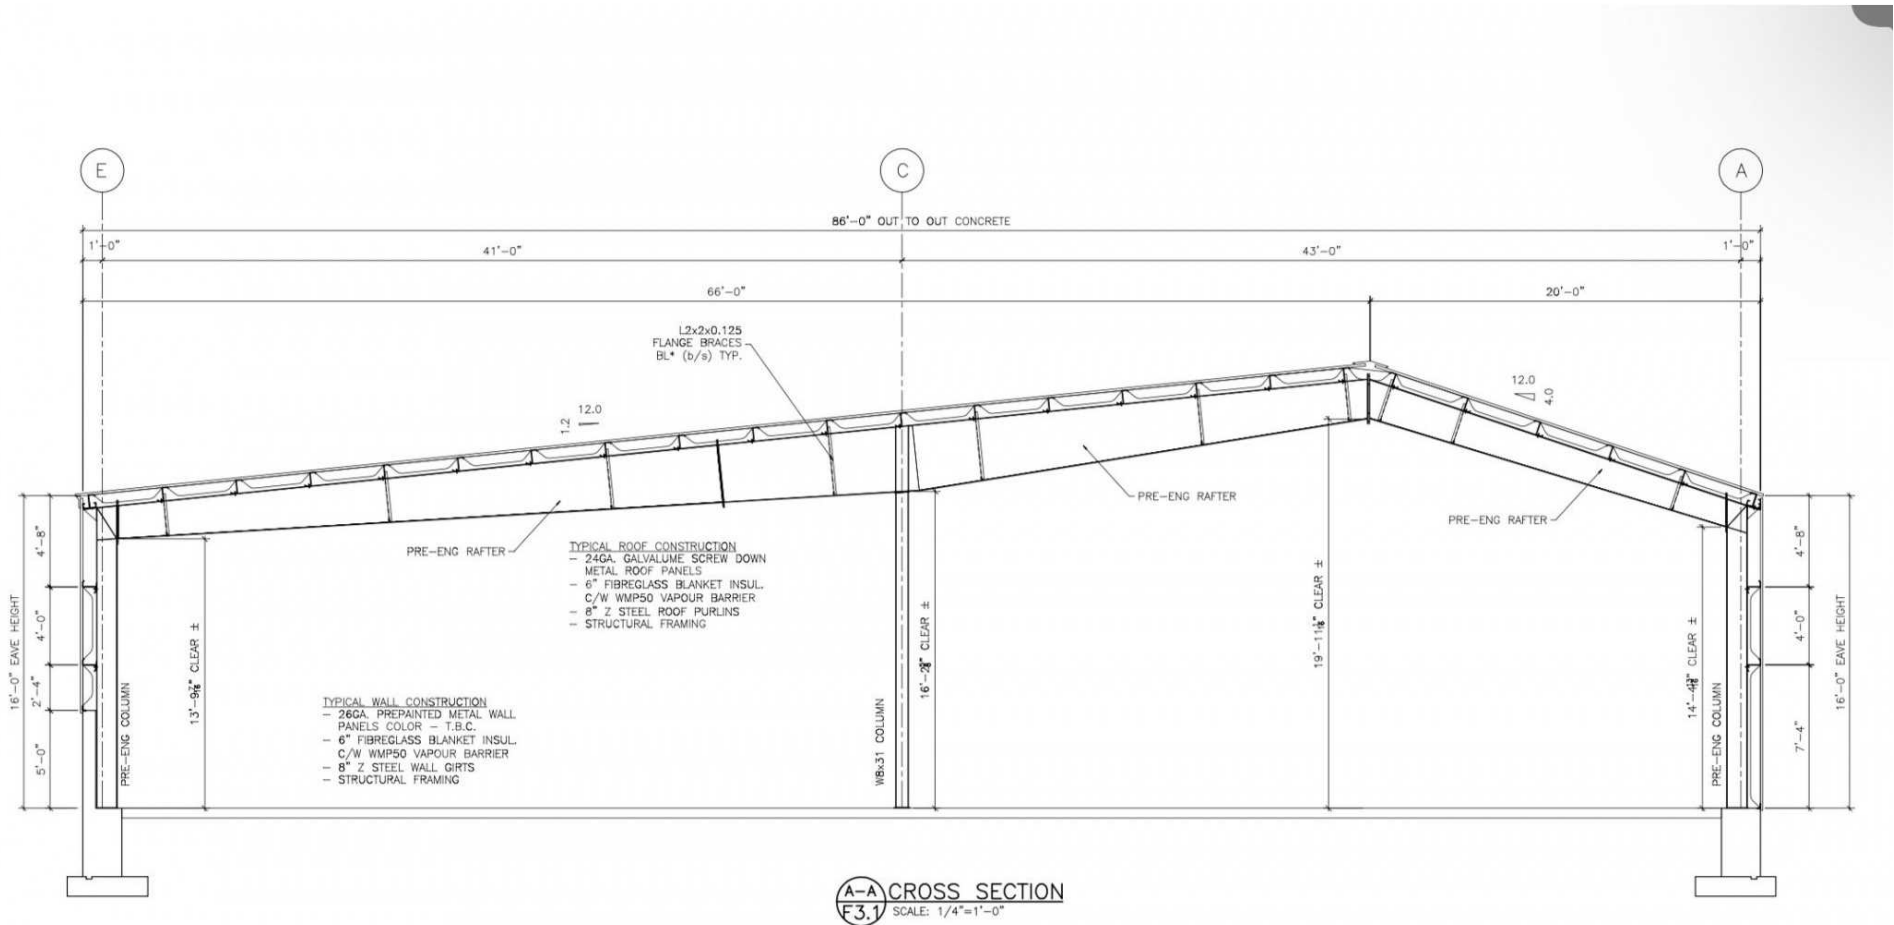 E
C
A
86'-0" OUT TO OUT CONCRETE
1'-0"
41'-0"
43'-0"
1'-0"
66'-0"
20'-0"
L2x2x0.125
FLANGE BRACES
BL* (b/s) TYP.
12.0
1.2
12.0
4.0
PRE-ENG RAFTER
PRE-ENG RAFTER
PRE-ENG RAFTER
TYPICAL ROOF CONSTRUCTION
- 24GA. GALVALUME SCREW DOWN
METAL ROOF PANELS
- 6" FIBREGLASS BLANKET INSUL.
C/W WMP50 VAPOUR BARRIER
- 8" Z STEEL ROOF PURLINS
- STRUCTURAL FRAMING
TYPICAL WALL CONSTRUCTION
- 26GA. PREPAINTED METAL WALL
PANELS COLOR - T.B.C.
- 6" FIBREGLASS BLANKET INSUL.
C/W WMP50 VAPOUR BARRIER
- 8" Z STEEL WALL GIRTS
- STRUCTURAL FRAMING
16'-0" EAVE HEIGHT
4'-8"
4'-0"
2'-4"
5'-0"
PRE-ENG COLUMN
CLEAR ±
W8x31 COLUMN
CLEAR ±
CLEAR ±
CLEAR ±
PRE-ENG COLUMN
4'-8"
4'-0"
7'-4"
16'-0" EAVE HEIGHT
A-A
F3.1
CROSS SECTION
SCALE: 1/4"=1'-0"